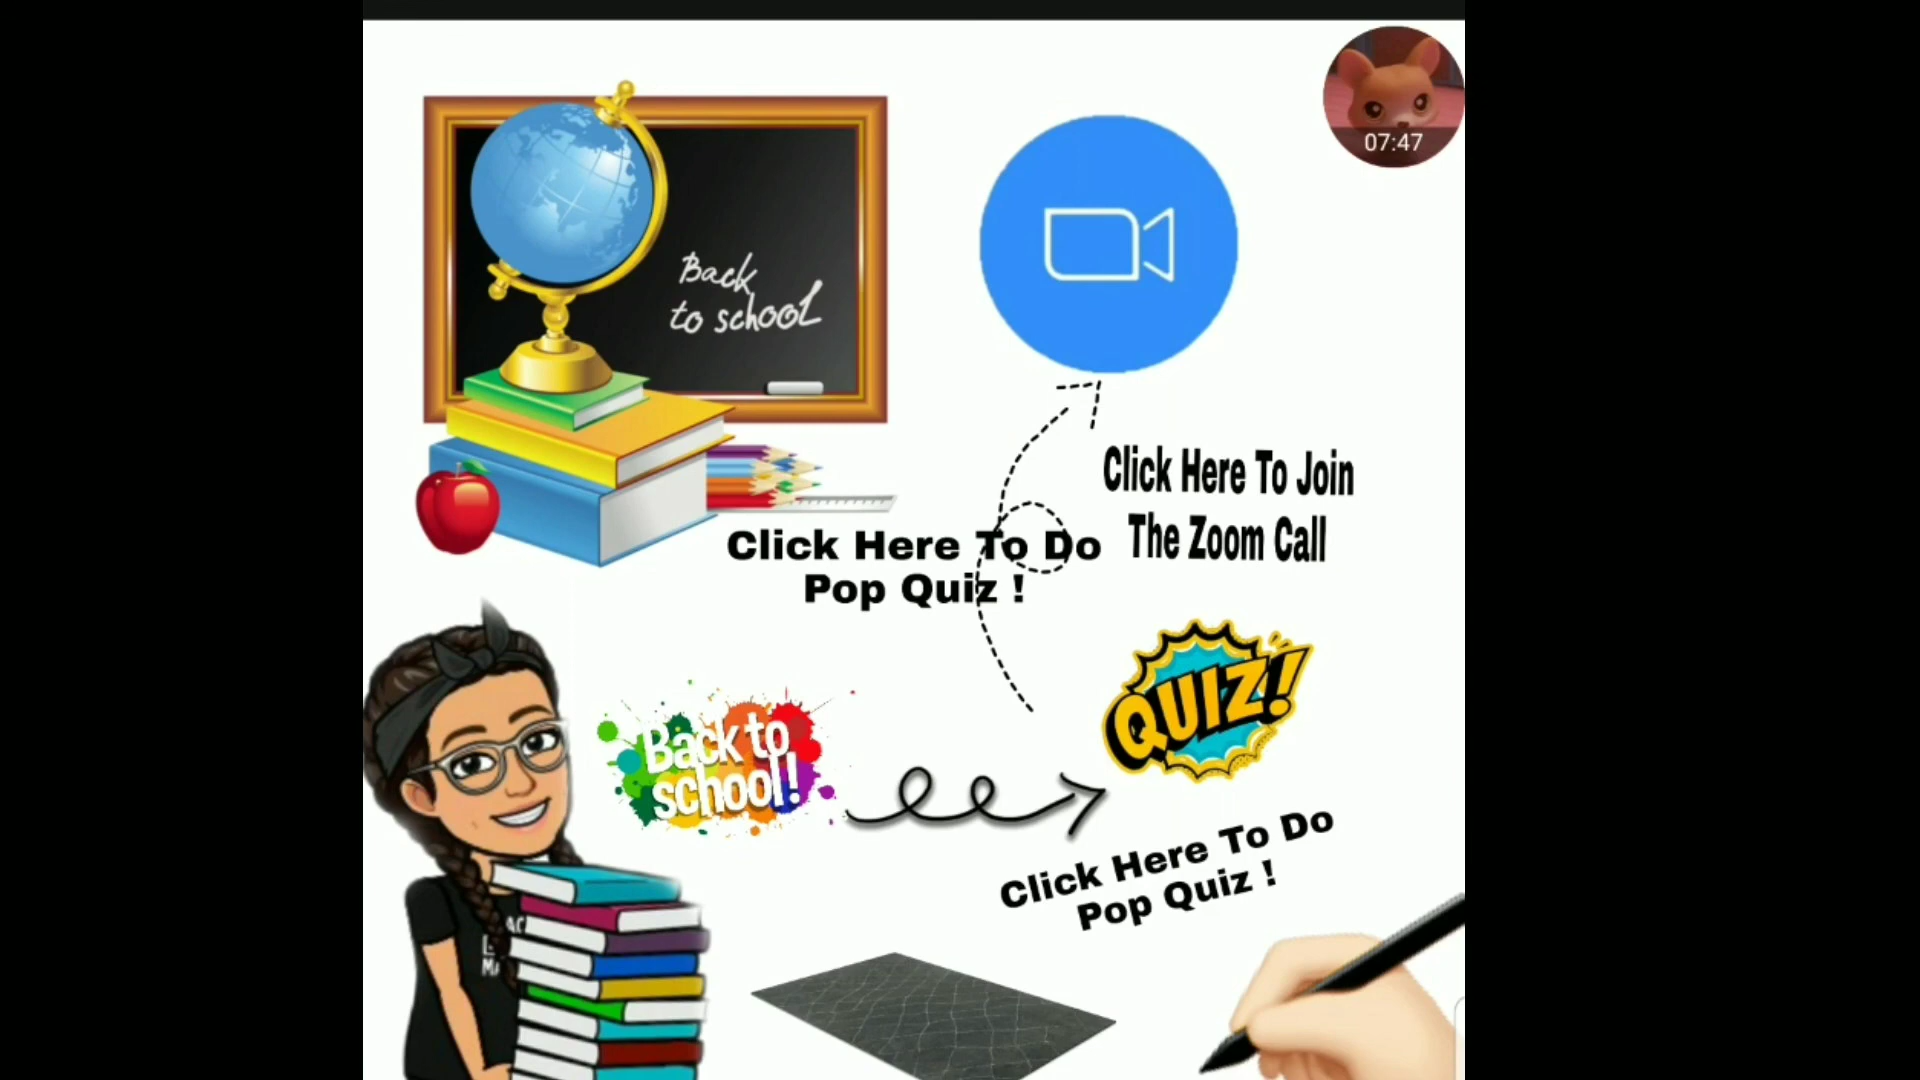 07:47
Back
to school
Click Here To Join
The Zoom Call
Click Here To Do
Pop Quiz !
Back to
school!
QUIZ!
Click Here To Do
Pop Quiz !